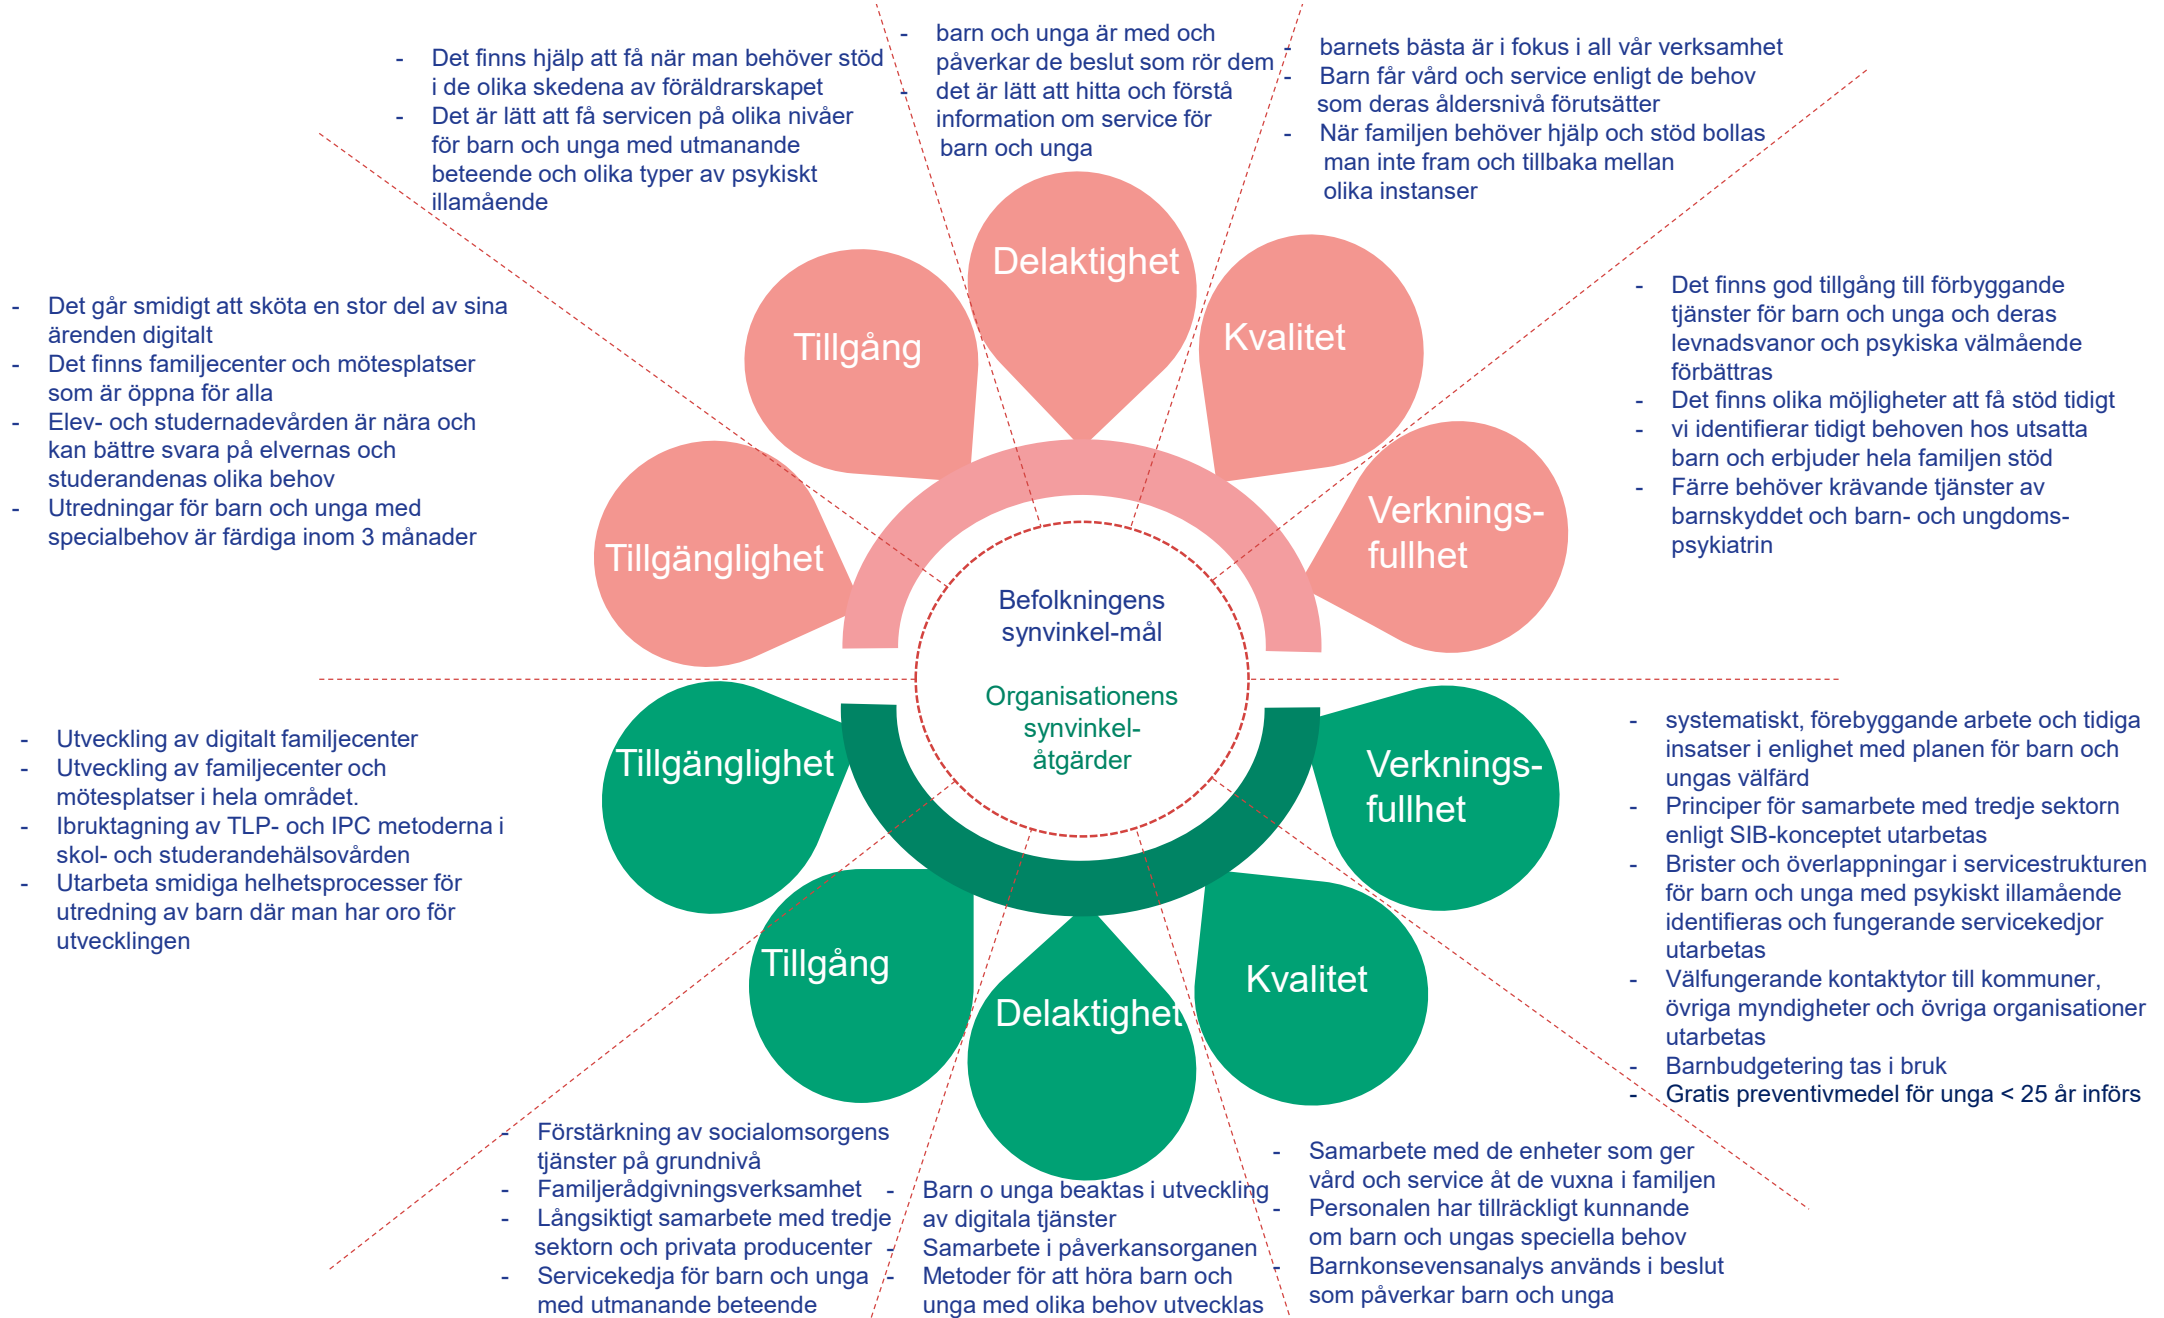 - Det finns hjälp att få när man behöver stöd
i de olika skedena av föräldrarskapet
- Det är lätt att få servicen på olika nivåer
för barn och unga med utmanande
beteende och olika typer av psykiskt
illamående
- barn och unga är med och
påverkar de beslut som rör dem
- det är lätt att hitta och förstå
information om service för
barn och unga
- barnets bästa är i fokus i all vår verksamhet
- Barn får vård och service enligt de behov
som deras åldersnivå förutsätter
- När familjen behöver hjälp och stöd bollas
man inte fram och tillbaka mellan
olika instanser
- Det går smidigt att sköta en stor del av sina
ärenden digitalt
- Det finns familjecenter och mötesplatser
som är öppna för alla
- Elev- och studernadevården är nära och
kan bättre svara på elvernas och
studerandenas olika behov
- Utredningar för barn och unga med
specialbehov är färdiga inom 3 månader
Tillgänglighet
Tillgång
Delaktighet
Kvalitet
Verknings-
fullhet
- Det finns god tillgång till förbyggande
tjänster för barn och unga och deras
levnadsvanor och psykiska välmående
förbättras
- Det finns olika möjligheter att få stöd tidigt
- vi identifierar tidigt behoven hos utsatta
barn och erbjuder hela familjen stöd
- Färre behöver krävande tjänster av
barnskyddet och barn- och ungdoms-
psykiatrin
Befolkningens
synvinkel-mål
Organisationens
synvinkel-
åtgärder
- Utveckling av digitalt familjecenter
- Utveckling av familjecenter och
mötesplatser i hela området.
- Ibruktagning av TLP- och IPC metoderna i
skol- och studerandehälsovården
- Utarbeta smidiga helhetsprocesser för
utredning av barn där man har oro för
utvecklingen
Tillgänglighet
Tillgång
Delaktighet
Kvalitet
Verknings-
fullhet
- systematiskt, förebyggande arbete och tidiga
insatser i enlighet med planen för barn och
ungas välfärd
- Principer för samarbete med tredje sektorn
enligt SIB-konceptet utarbetas
- Brister och överlappningar i servicestrukturen
för barn och unga med psykiskt illamående
identifieras och fungerande servicekedjor
utarbetas
- Välfungerande kontaktytor till kommuner,
övriga myndigheter och övriga organisationer
utarbetas
- Barnbudgetering tas i bruk
- Gratis preventivmedel för unga < 25 år införs
- Förstärkning av socialomsorgens
tjänster på grundnivå
- Familjerådgivningsverksamhet
- Långsiktigt samarbete med tredje
sektorn och privata producenter
- Servicekedja för barn och unga
med utmanande beteende
- Barn o unga beaktas i utveckling
av digitala tjänster
- Samarbete i påverkansorganen
- Metoder för att höra barn och
unga med olika behov utvecklas
- Samarbete med de enheter som ger
vård och service åt de vuxna i familjen
- Personalen har tillräckligt kunnande
om barn och ungas speciella behov
- Barnkonsevensanalys används i beslut
som påverkar barn och unga